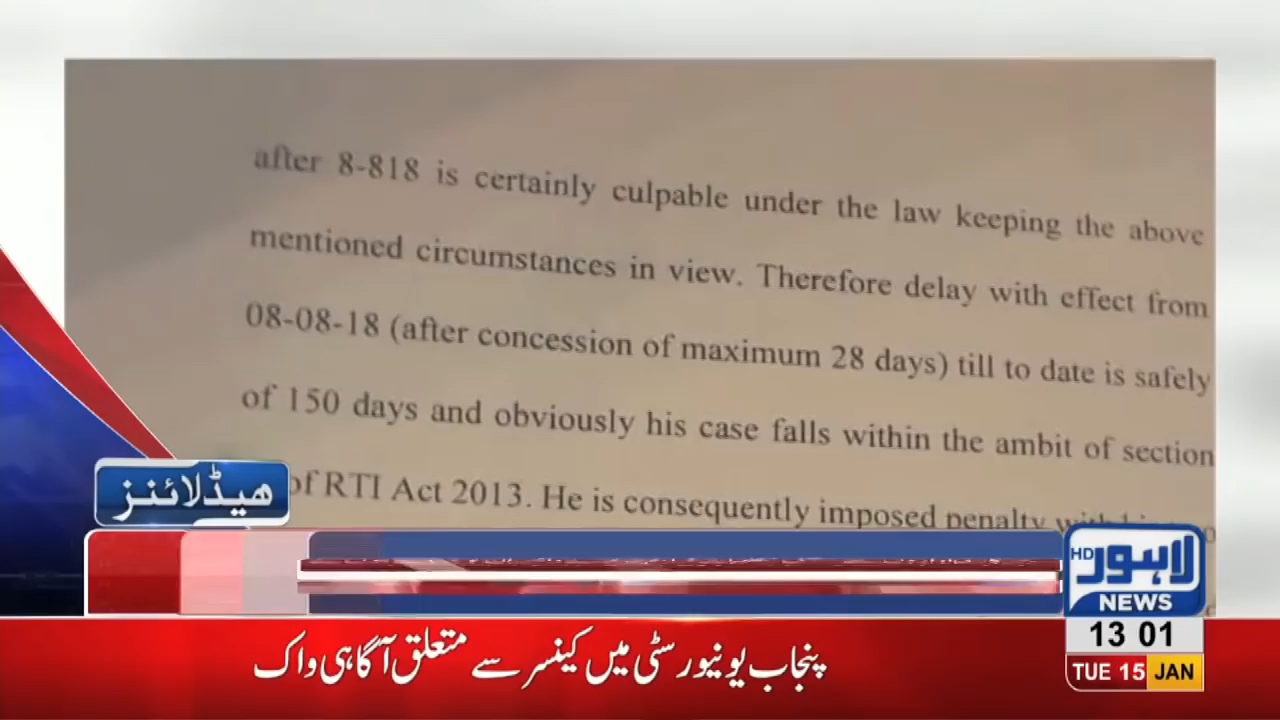 after 8-818 is certainly culpable under the law keeping the above
mentioned circumstances in view. Therefore delay with effect from
08-08-18 (after concession of maximum 28 days) till to date is safely
of 150 days and obviously his case falls within the ambit of section
of RTI Act 2013. He is consequently imposed penalty
ھیڈلائنز
HD لاہور
NEWS
13 01
TUE 15 JAN
پنجاب یونیورسٹی میں کینسر سے متعلق آگاہی واک